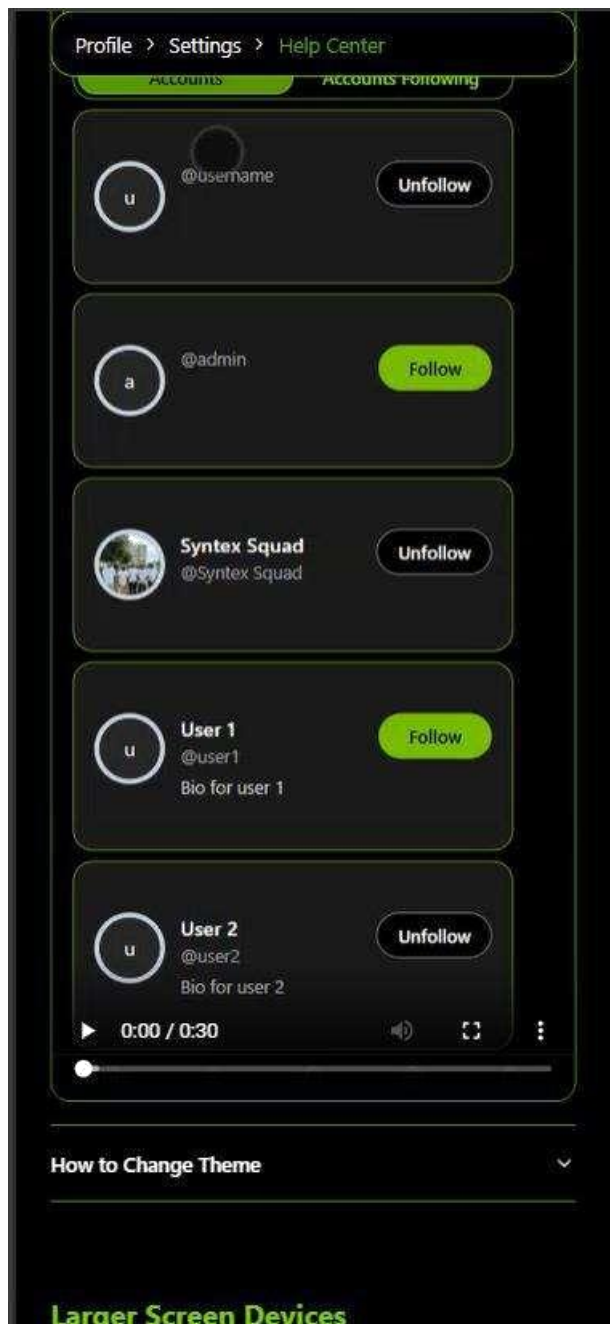 Profile > Settings > Help Center
Accounts Accounts Following
@username
u Unfollow
@admin
a Follow
Syntex Squad
@Syntex Squad
Unfollow
User 1
u Follow
@user1
Bio for user 1
User 2
u Unfollow
@user2
Bio for user 2
0:00 / 0:30
How to Change Theme
Larger Screen Devices